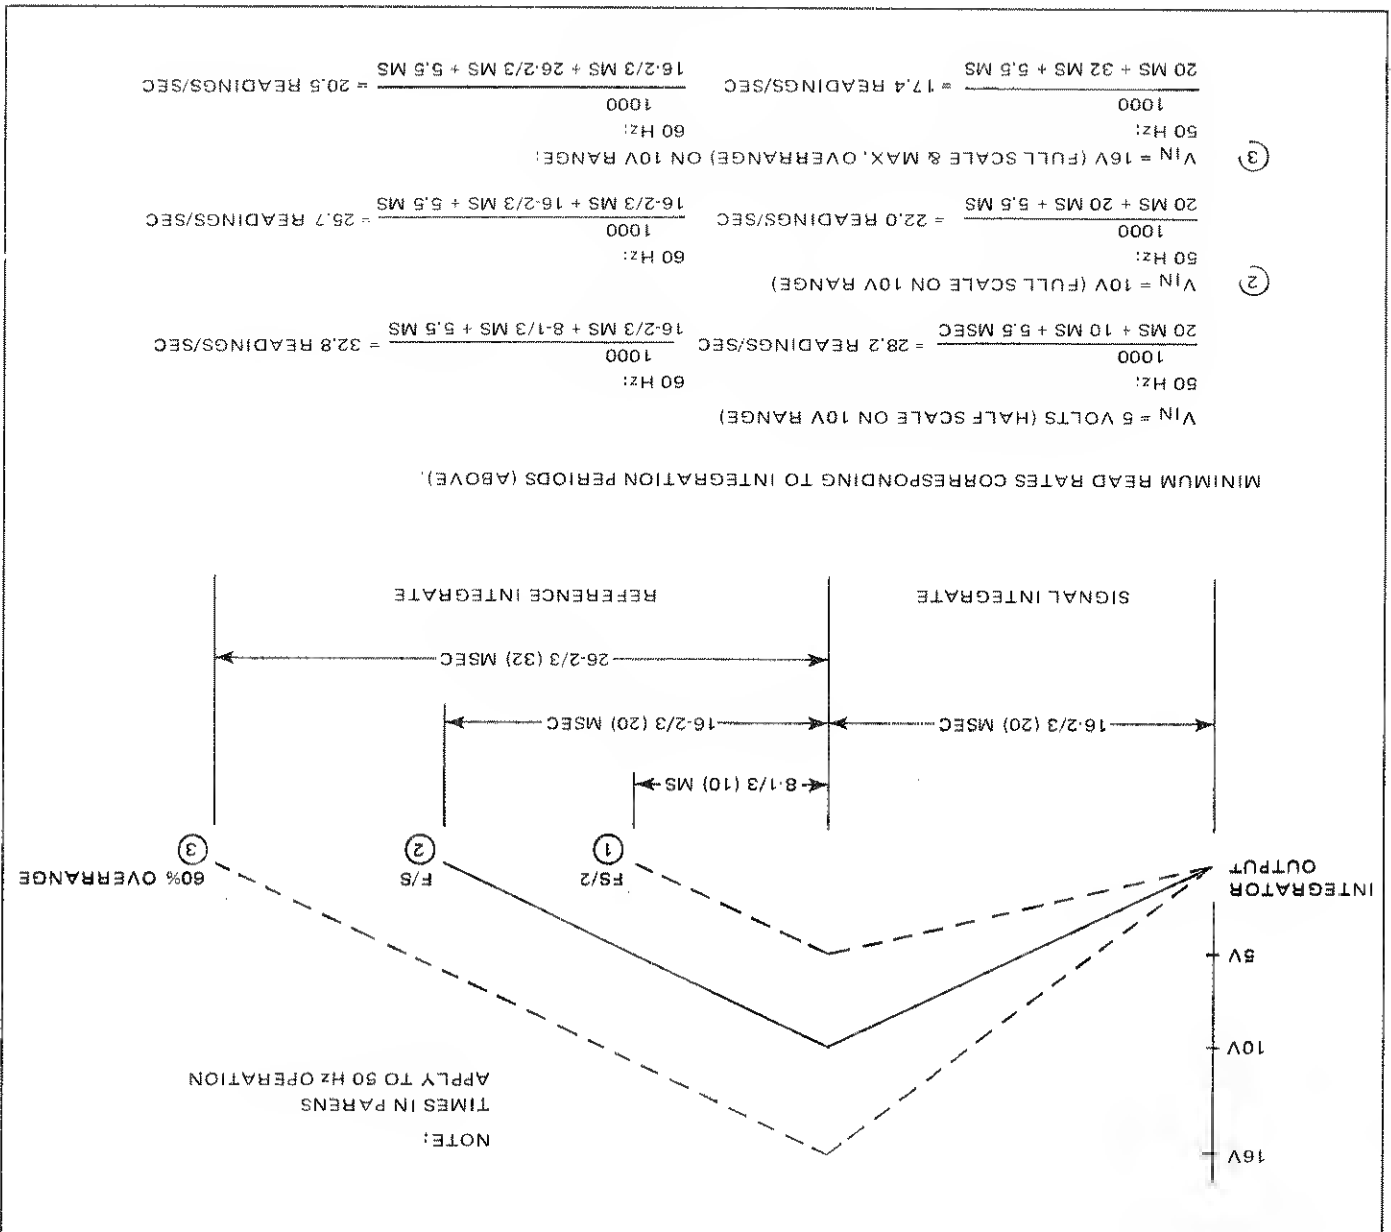 16V
10V
5V
INTEGRATOR
OUTPUT
NOTE:
TIMES IN PARENS
APPLY TO 50 Hz OPERATION
FS/2
1
F/S
2
60% OVERRANGE
3
8-1/3 (10) MS
16-2/3 (20) MSEC
16-2/3 (20) MSEC
26-2/3 (32) MSEC
SIGNAL INTEGRATE
REFERENCE INTEGRATE
MINIMUM READ RATES CORRESPONDING TO INTEGRATION PERIODS (ABOVE).
VIN = 5 VOLTS (HALF SCALE ON 10V RANGE)
50 Hz:
1000
20 MS + 10 MS + 5.5 MSEC
= 28.2 READINGS/SEC
60 Hz:
1000
16-2/3 MS + 8-1/3 MS + 5.5 MS
= 32.8 READINGS/SEC
2 VIN = 10V (FULL SCALE ON 10V RANGE)
50 Hz:
1000
20 MS + 20 MS + 5.5 MS
= 22.0 READINGS/SEC
60 Hz:
1000
16-2/3 MS + 16-2/3 MS + 5.5 MS
= 25.7 READINGS/SEC
3 VIN = 16V (FULL SCALE & MAX. OVERRANGE) ON 10V RANGE:
50 Hz:
1000
20 MS + 32 MS + 5.5 MS
= 17.4 READINGS/SEC
60 Hz:
1000
16-2/3 MS + 26-2/3 MS + 5.5 MS
= 20.5 READINGS/SEC